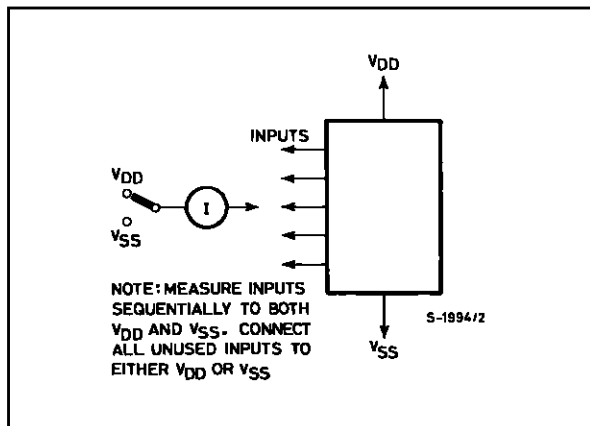 VDD
INPUTS
VDD
I
VSS
NOTE: MEASURE INPUTS
SEQUENTIALLY TO BOTH
VDD AND VSS. CONNECT
ALL UNUSED INPUTS TO
EITHER VDD OR VSS
S-1994/2
VSS